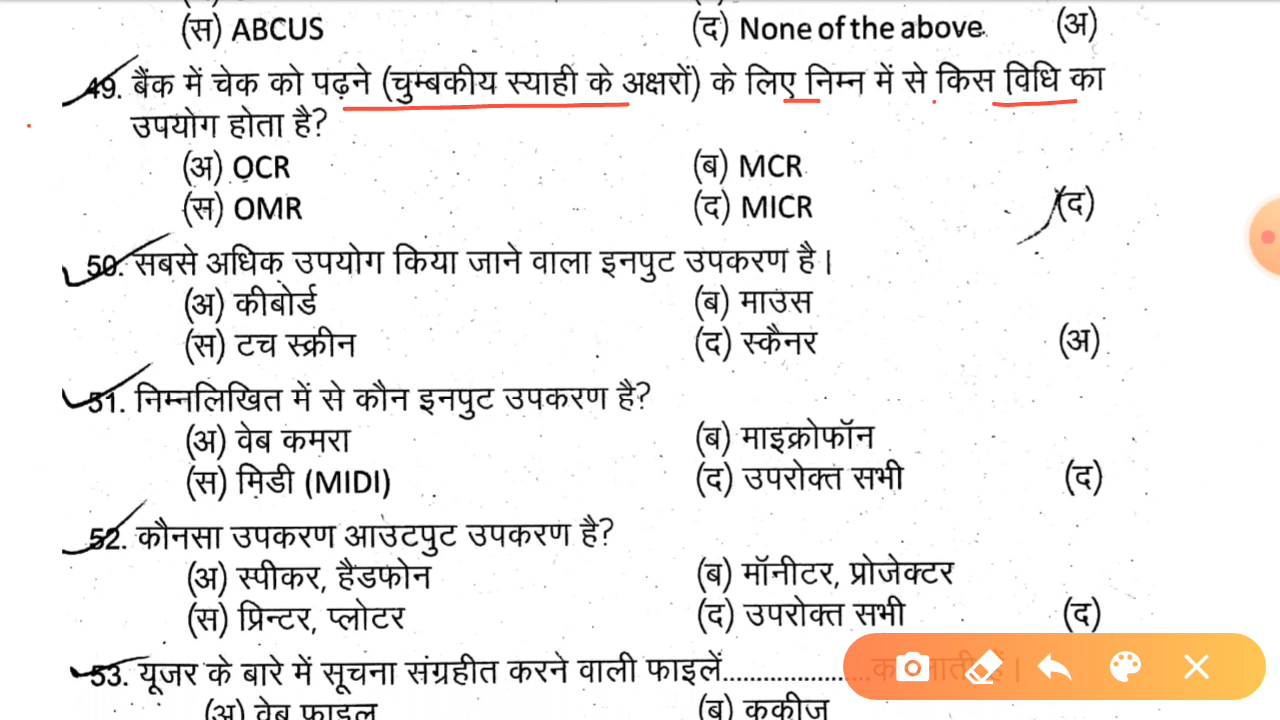 (स) ABCUS (द) None of the above (अ)
49. बैंक में चेक को पढ़ने (चुम्बकीय स्याही के अक्षरों) के लिए निम्न में से किस विधि का
उपयोग होता है?
(अ) OCR (ब) MCR
(स) OMR (द) MICR (द)
50. सबसे अधिक उपयोग किया जाने वाला इनपुट उपकरण है।
(अ) कीबोर्ड (ब) माउस
(स) टच स्क्रीन (द) स्कैनर (अ)
51. निम्नलिखित में से कौन इनपुट उपकरण है?
(अ) वेब कमरा (ब) माइक्रोफॉन
(स) मिडी (MIDI) (द) उपरोक्त सभी (द)
52. कौनसा उपकरण आउटपुट उपकरण है?
(अ) स्पीकर, हैडफोन (ब) मॉनीटर, प्रोजेक्टर
(स) प्रिन्टर, प्लोटर (द) उपरोक्त सभी (द)
53. यूजर के बारे में सूचना संग्रहीत करने वाली फाइलें....................
(अ) वेब फाइल (ब) ककीज